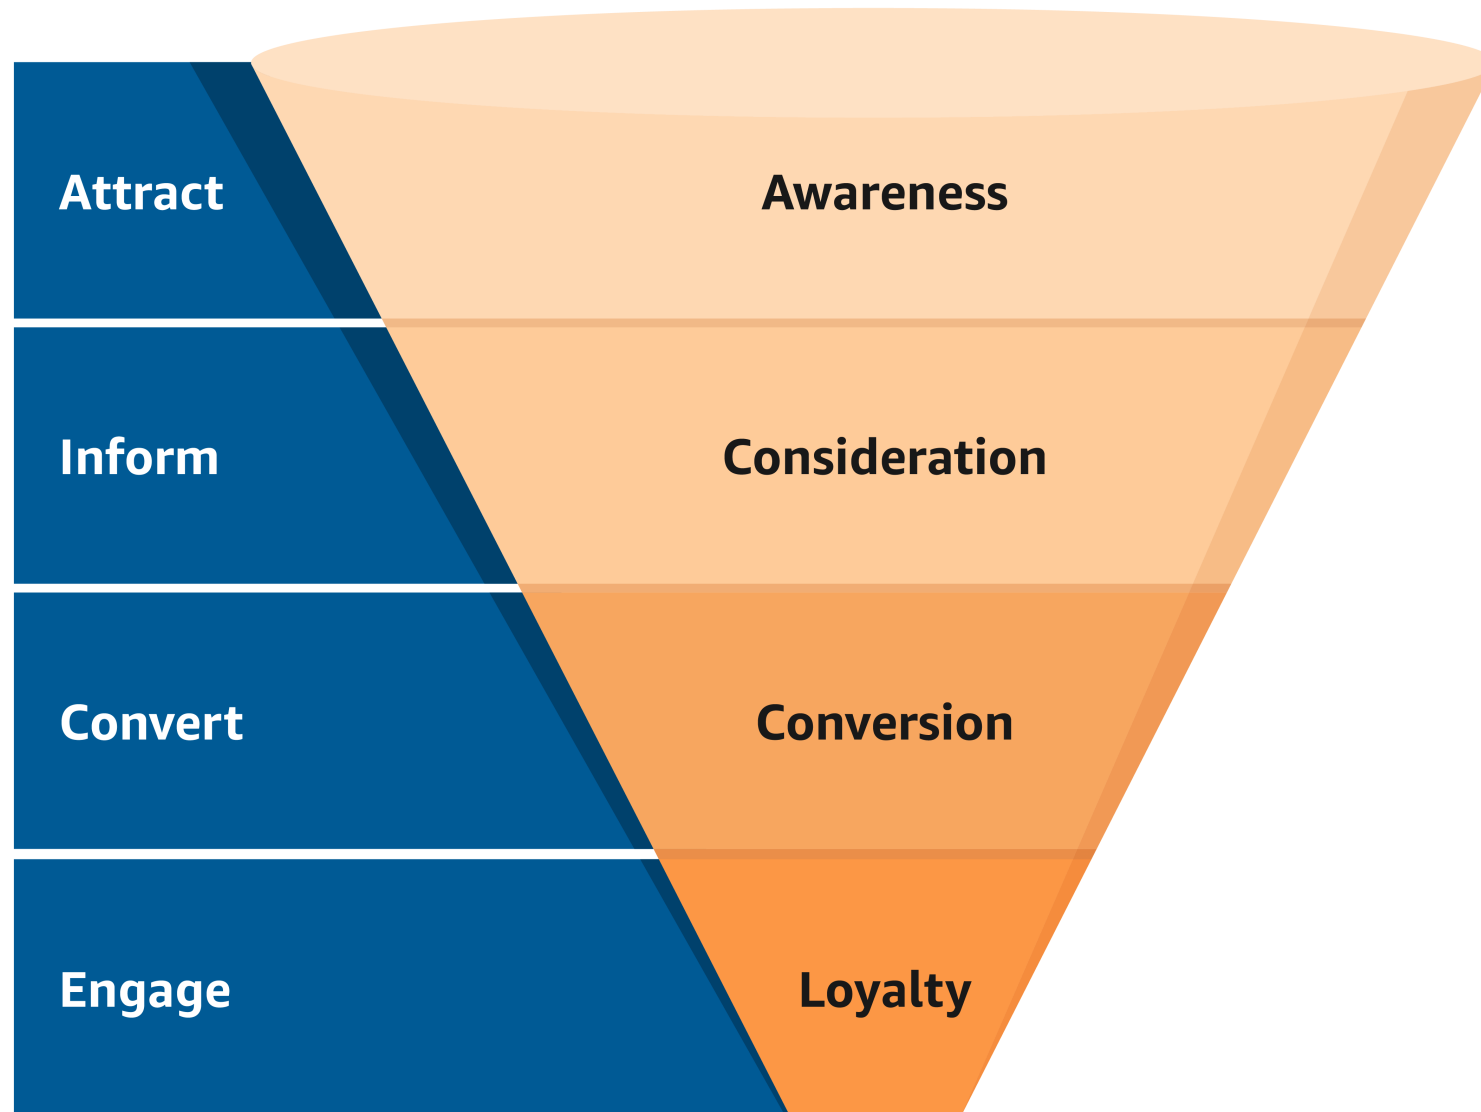 Attract
Awareness
Inform
Consideration
Convert
Conversion
Engage
Loyalty